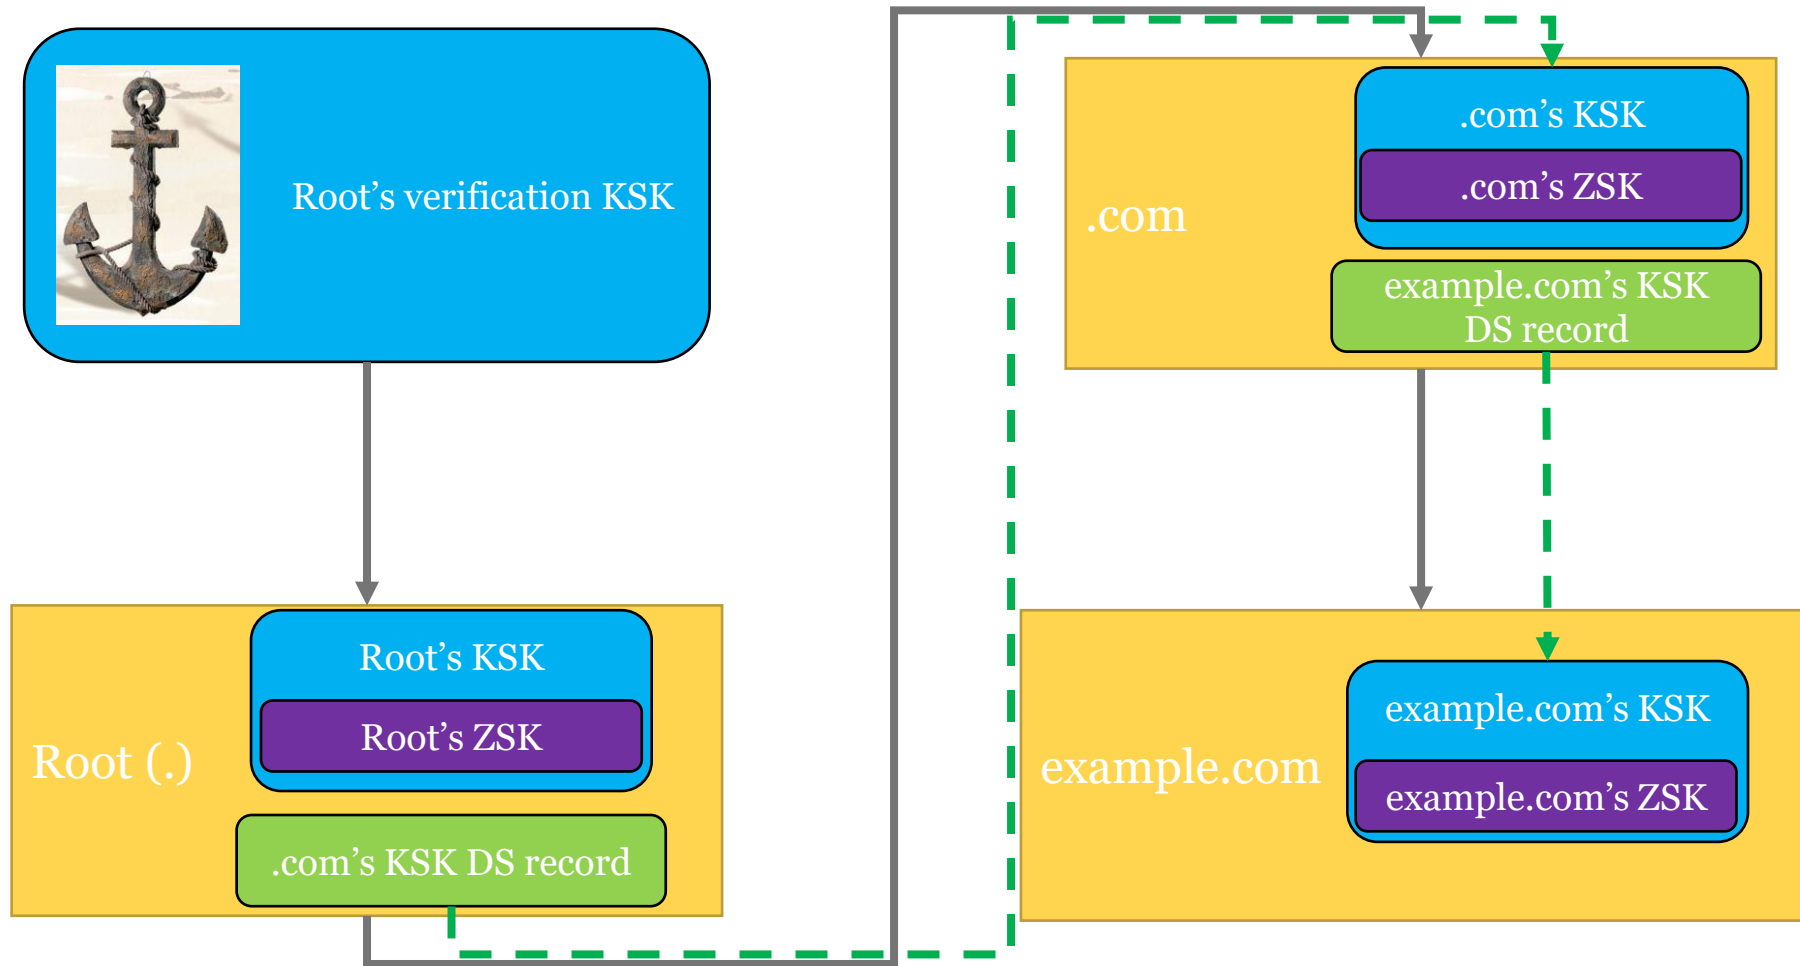 Root’s verification KSK
Root (.)
Root’s KSK
Root’s ZSK
.com’s KSK DS record
.com
.com’s KSK
.com’s ZSK
example.com’s KSK
DS record
example.com
example.com’s KSK
example.com’s ZSK